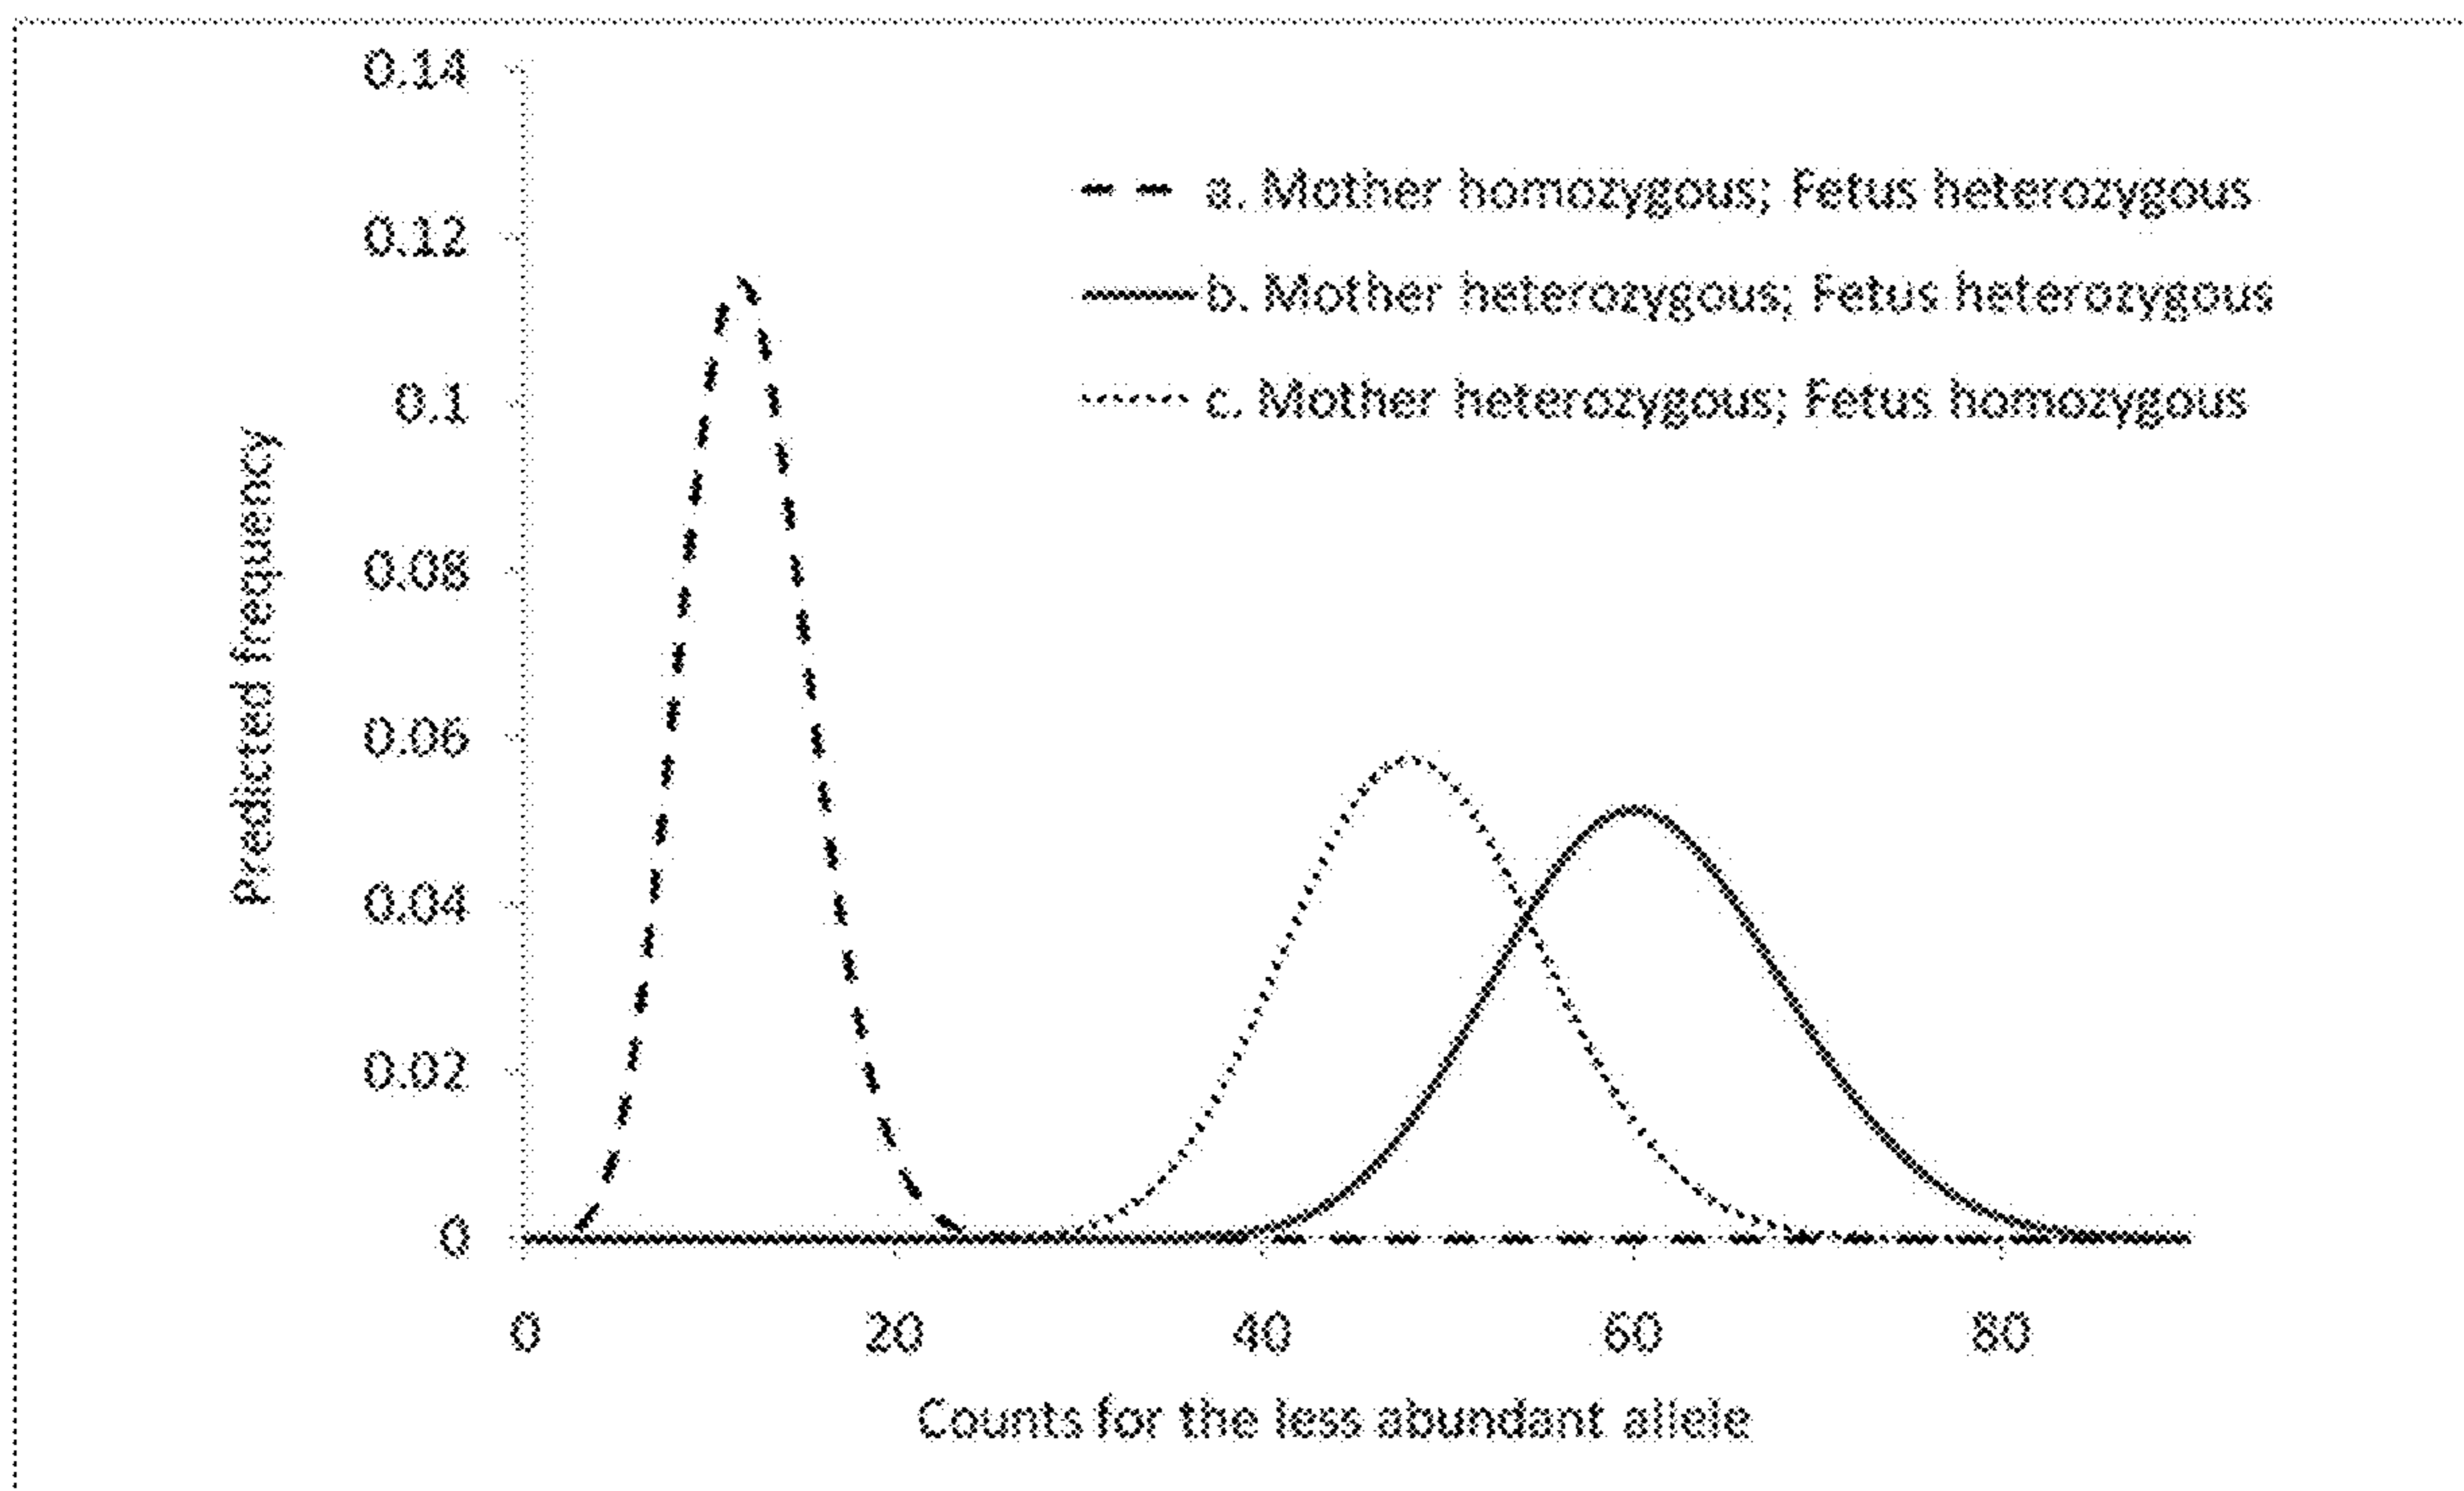 0.14
0.12
0.1
0.08
0.06
0.04
0.02
0
Predicted frequency
a. Mother homozygous; Fetus heterozygous
b. Mother heterozygous; Fetus heterozygous
c. Mother heterozygous; Fetus homozygous
0 20 40 60 80
Counts for the less abundant allele